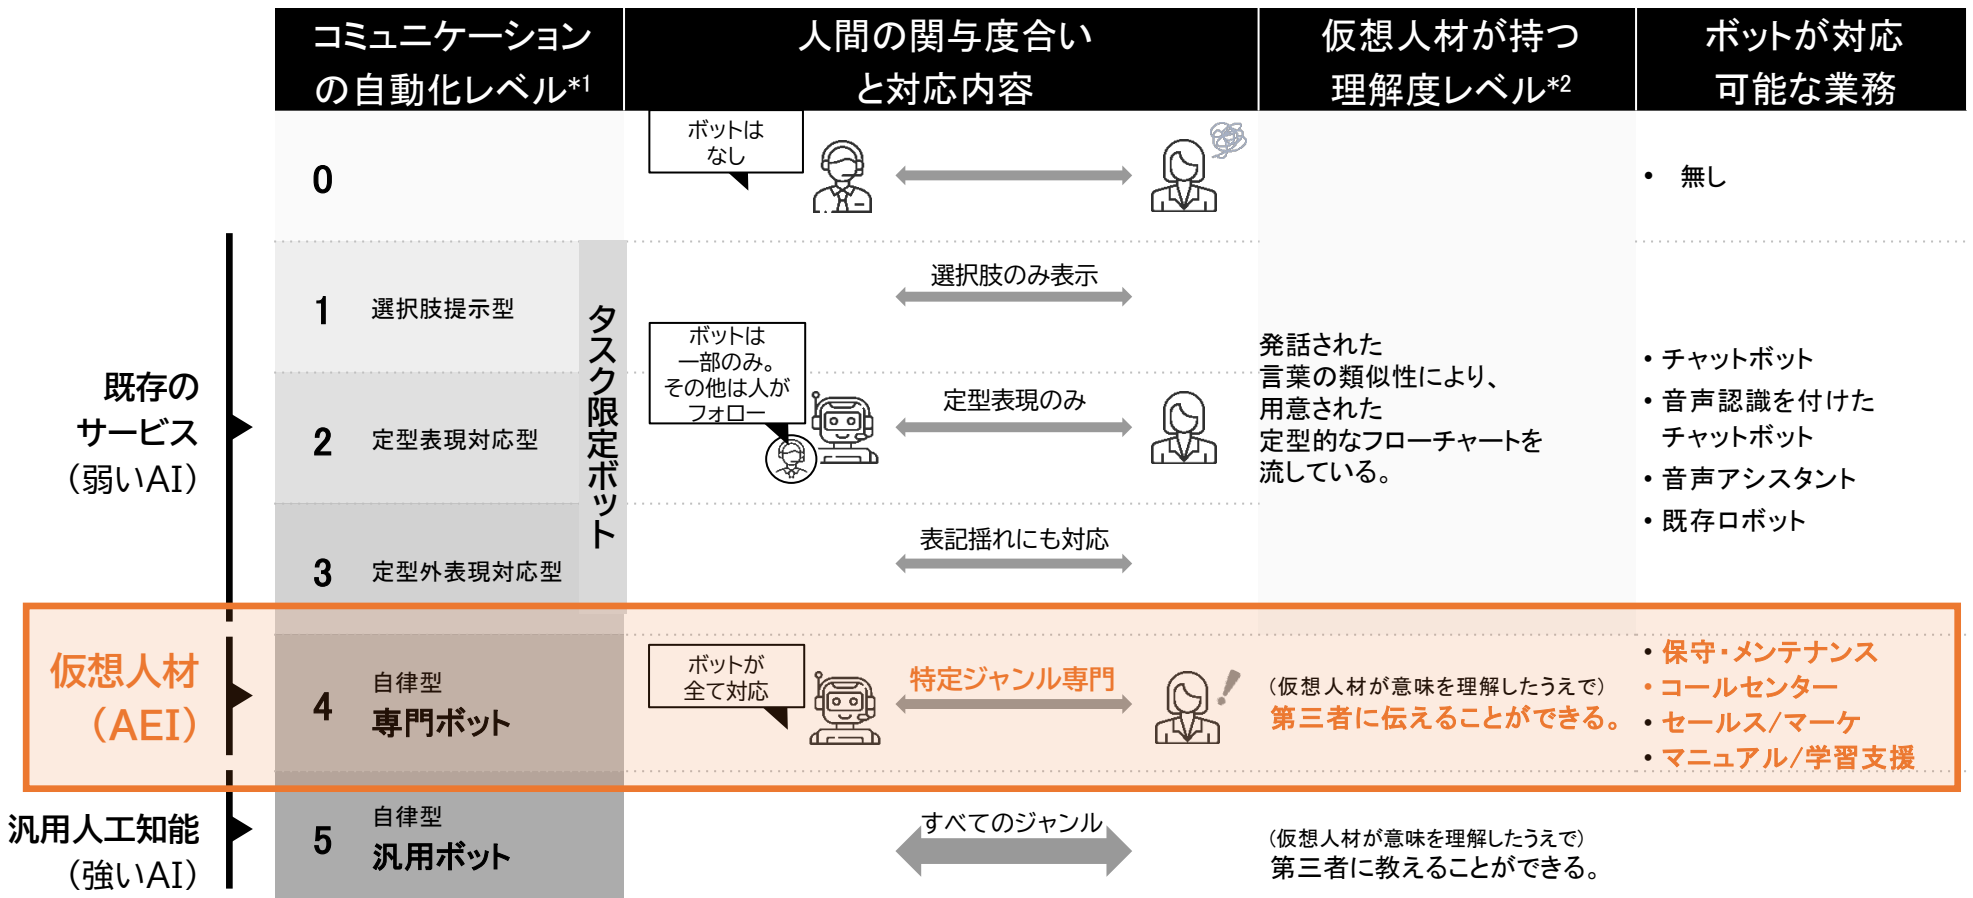 コミュニケーション
の自動化レベル*1
人間の関与度合い
と対応内容
仮想人材が持つ
理解度レベル*2
ボットが対応
可能な業務
0
ボットは
なし
• 無し
既存の
サービス
（弱いAI）
タスク限定ボット
1 選択肢提示型
選択肢のみ表示
2 定型表現対応型
ボットは
一部のみ。
その他は人が
フォロー
定型表現のみ
3 定型外表現対応型
表記揺れにも対応
発話された
言葉の類似性により、
用意された
定型的なフローチャートを
流している。
• チャットボット
• 音声認識を付けた
チャットボット
• 音声アシスタント
• 既存ロボット
仮想人材
（AEI）
4
自律型
専門ボット
ボットが
全て対応
特定ジャンル専門
（仮想人材が意味を理解したうえで）
第三者に伝えることができる。
• 保守・メンテナンス
• コールセンター
• セールス/マーケ
• マニュアル/学習支援
汎用人工知能
（強いAI）
5
自律型
汎用ボット
すべてのジャンル
（仮想人材が意味を理解したうえで）
第三者に教えることができる。